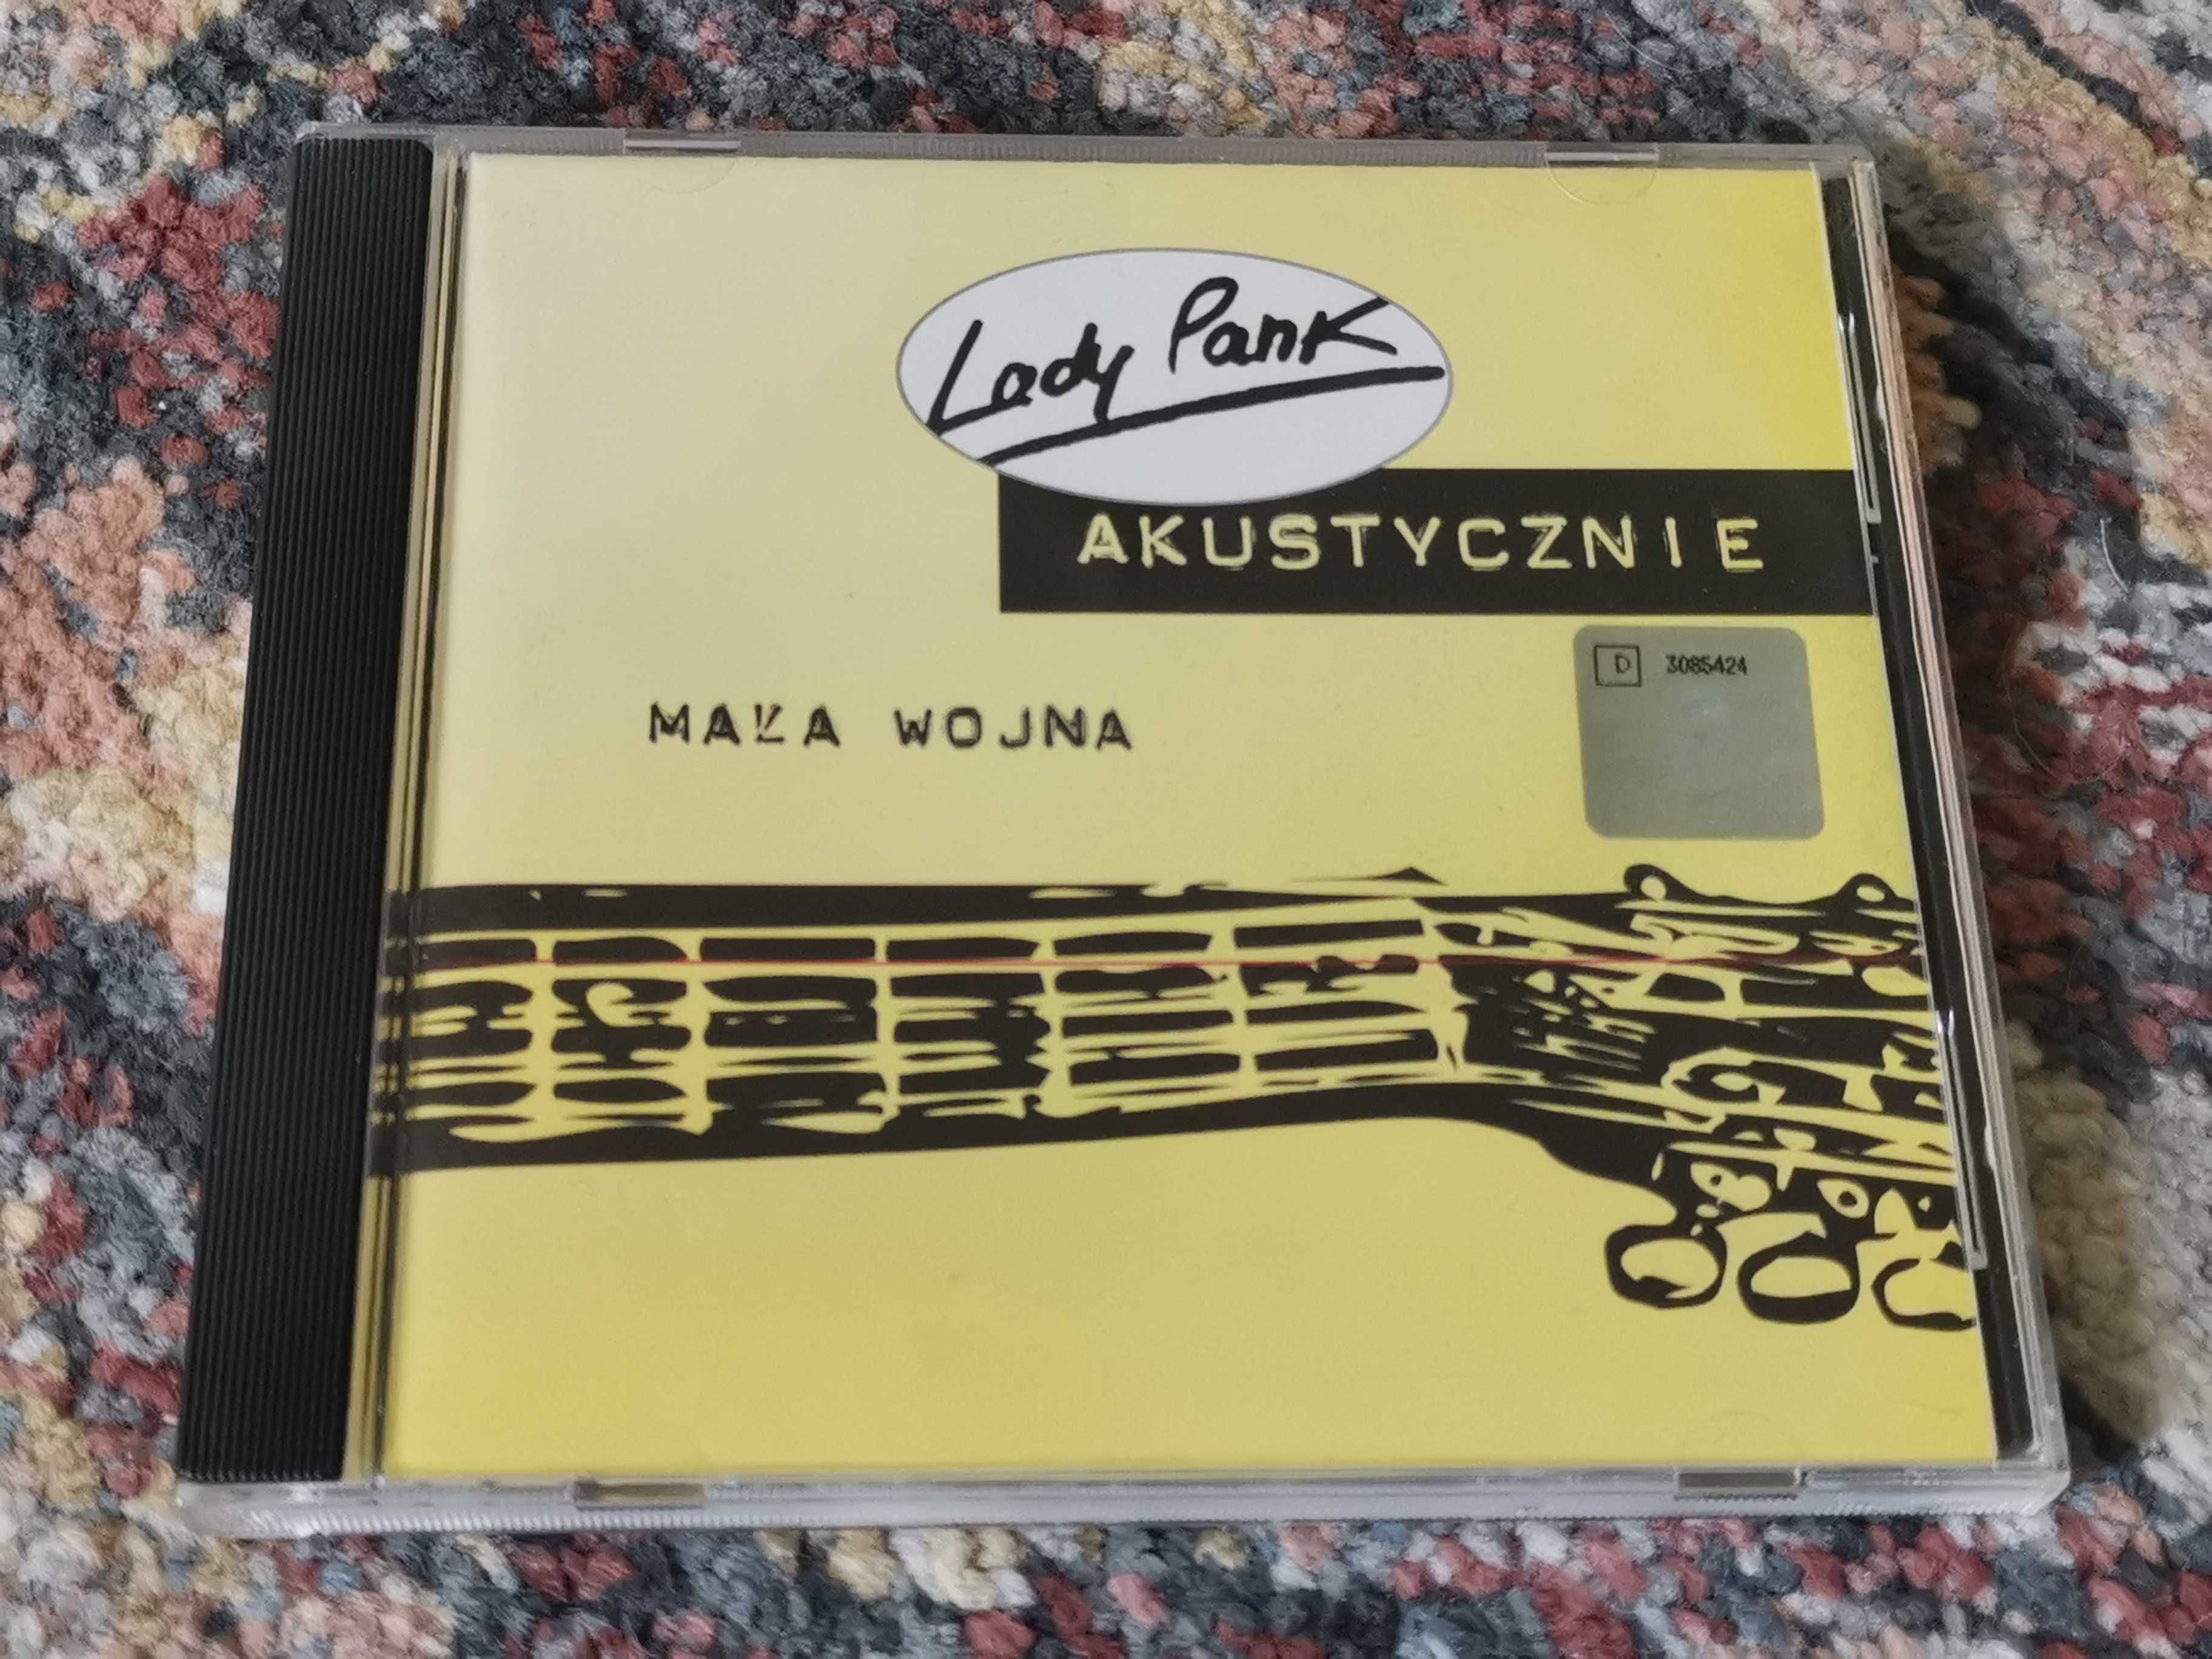 Lady Pank
AKUSTYCZNIE
D 3085424
MAŁA WOJNA